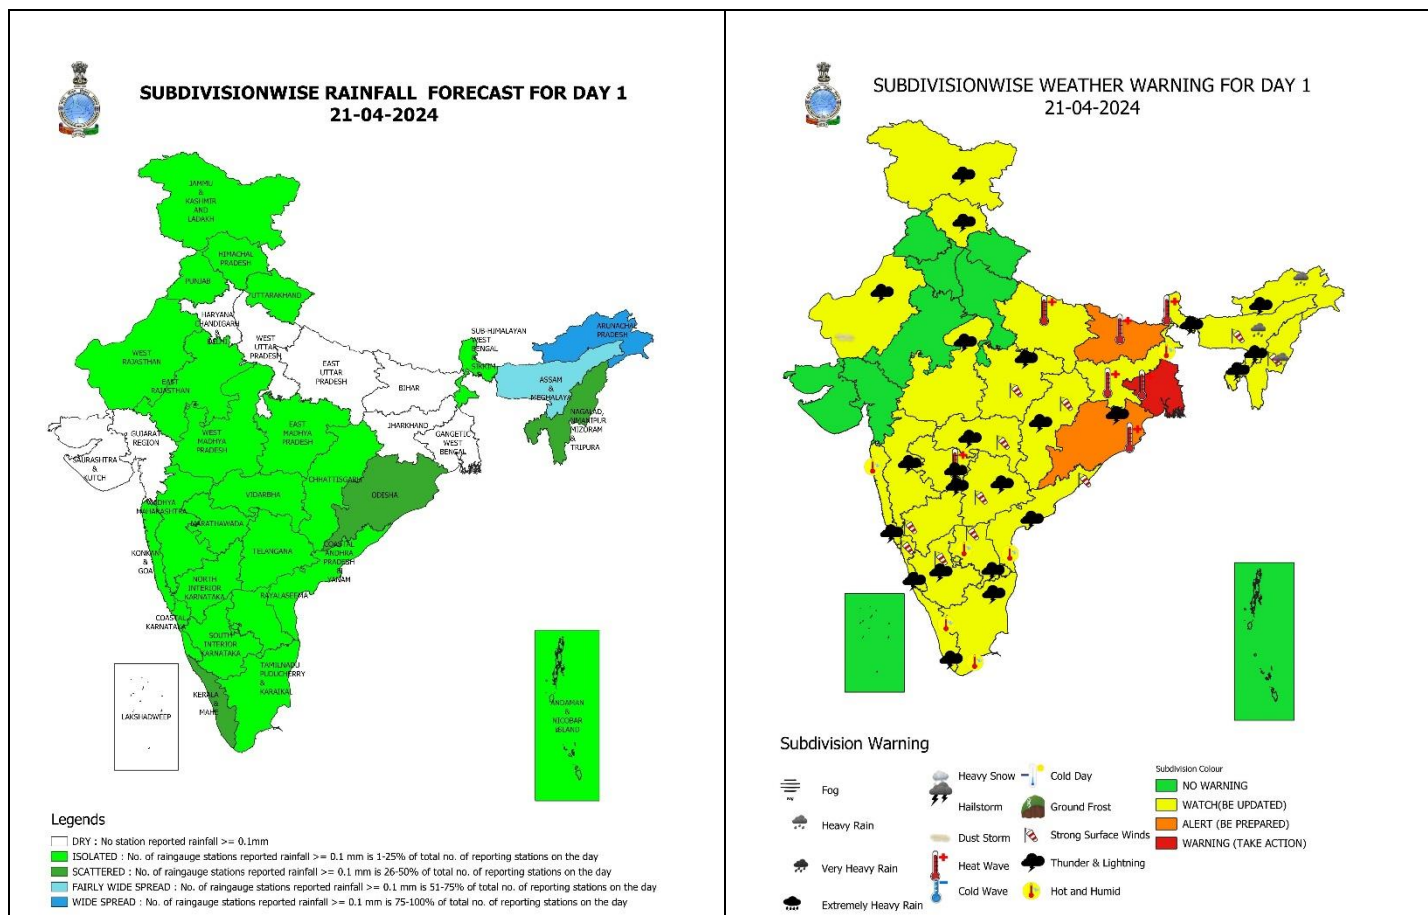 SUBDIVISIONWISE RAINFALL FORECAST FOR DAY 1
21-04-2024
JAMMU
&
KASHMIR
AND
LADAKH
HIMACHAL
PRADESH
PUNJAB
UTTARAKHAND
HARYANA
CHANDIGARH
&
DELHI
WEST
UTTAR
PRADESH
WEST
RAJASTHAN
EAST
RAJASTHAN
EAST
UTTAR
PRADESH
BIHAR
SUB-HIMALAYAN
WEST
BENGAL
&
SIKKIM
ARUNACHAL
PRADESH
ASSAM
&
MEGHALAYA
NAGALAD,
MIZORAM
&
TRIPURA
GUJARAT
REGION
SAURASHTRA
&
KUTCH
WEST
MADHYA
PRADESH
EAST
MADHYA
PRADESH
JHARKHAND
GANGETIC
WEST
BENGAL
CHHATTISGARH
ODISHA
VIDARBHA
MADHYA
MAHARASHTRA
MARATHAWADA
KONKAN
&
GOA
TELANGANA
COASTAL
ANDHRA
PRADESH
&
YANAM
NORTH
INTERIOR
KARNATAKA
RAYALASEEMA
COASTAL
KARNATAKA
SOUTH
INTERIOR
KARNATAKA
TAMILNADU
PUDUCHERRY
&
KARAIKAL
KERALA
&
MAHE
LAKSHADWEEP
ANDAMAN
&
NICOBAR
ISLAND
Legends
DRY : No station reported rainfall >= 0.1mm
ISOLATED : No. of raingauge stations reported rainfall >= 0.1 mm is 1-25% of total no. of reporting stations on the day
SCATTERED : No. of raingauge stations reported rainfall >= 0.1 mm is 26-50% of total no. of reporting stations on the day
FAIRLY WIDE SPREAD : No. of raingauge stations reported rainfall >= 0.1 mm is 51-75% of total no. of reporting stations on the day
WIDE SPREAD : No. of raingauge stations reported rainfall >= 0.1 mm is 75-100% of total no. of reporting stations on the day
SUBDIVISIONWISE WEATHER WARNING FOR DAY 1
21-04-2024
Subdivision Warning
Fog
Heavy Rain
Very Heavy Rain
Extremely Heavy Rain
Heavy Snow
Hailstorm
Dust Storm
Heat Wave
Cold Wave
Cold Day
Ground Frost
Strong Surface Winds
Thunder & Lightning
Hot and Humid
Subdivision Colour
NO WARNING
WATCH(BE UPDATED)
ALERT (BE PREPARED)
WARNING (TAKE ACTION)